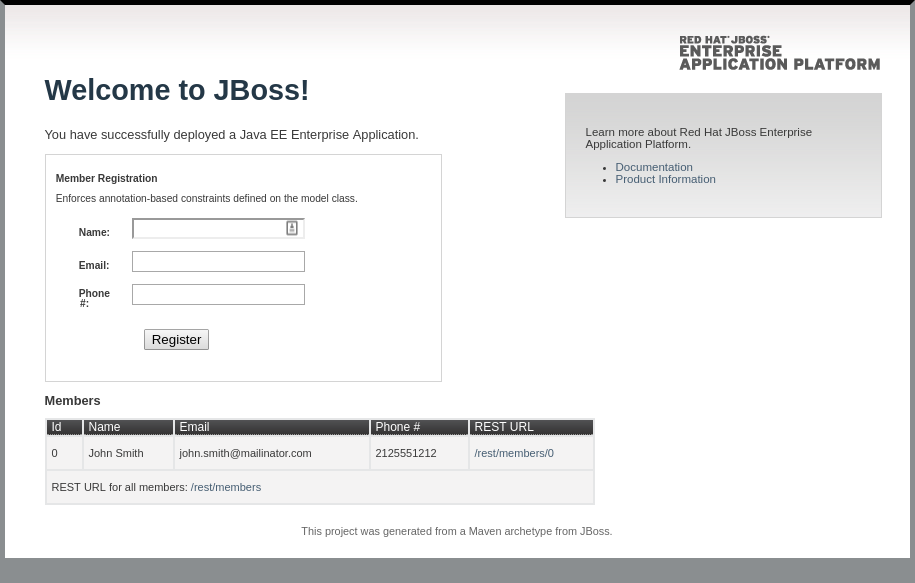 RED HAT JBOSS
ENTERPRISE
APPLICATION PLATFORM
Welcome to JBoss!
You have successfully deployed a Java EE Enterprise Application.
Learn more about Red Hat JBoss Enterprise
Application Platform.
• Documentation
• Product Information
Member Registration
Enforces annotation-based constraints defined on the model class.
Name:
Email:
Phone
#:
Register
Members
Id Name Email Phone # REST URL
0 John Smith john.smith@mailinator.com 2125551212 /rest/members/0
REST URL for all members: /rest/members
This project was generated from a Maven archetype from JBoss.